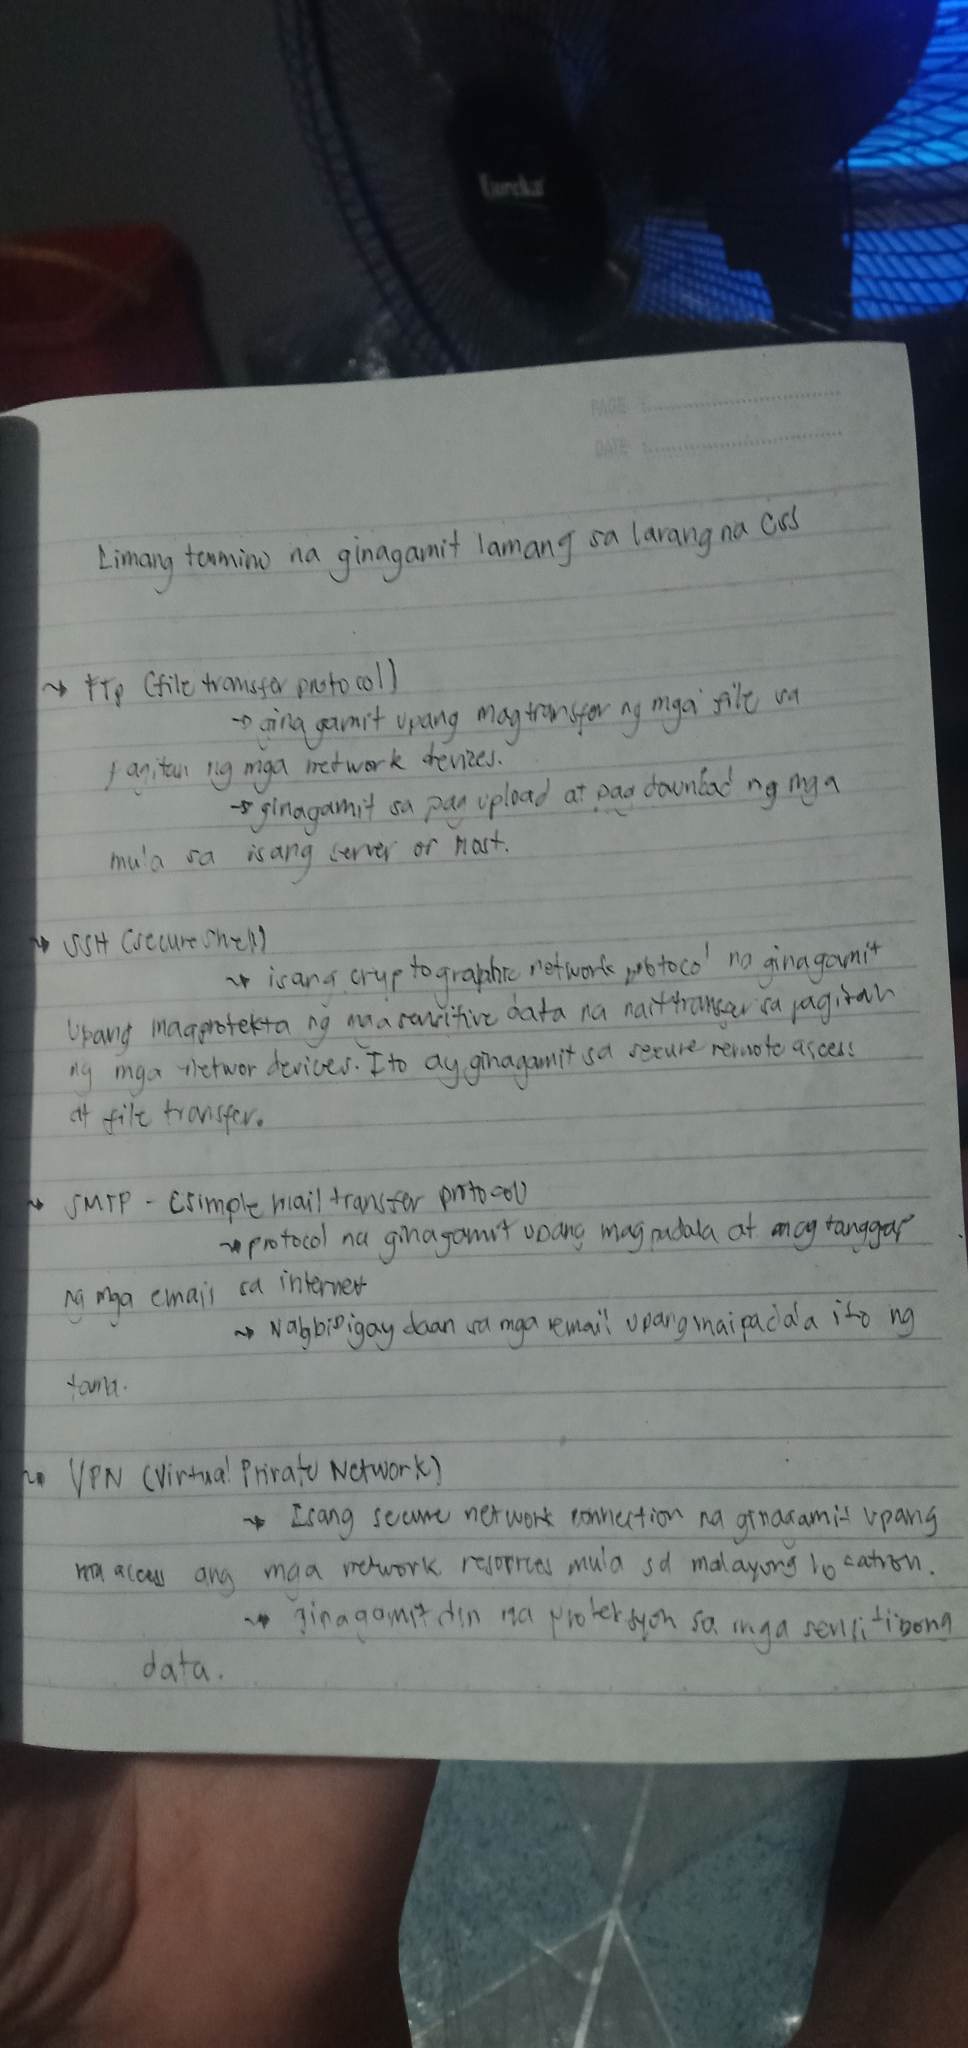 Eureka
PAGE :
DATE :
Limang termino na ginagamit lamang sa larang na CSS
FTP (file transfer protocol)
gina gamit upang magtransfer ng mga file sa
pagitan ng mga network devices.
ginagamit sa pag upload at pag download ng mga
mula sa isang server or host.
SSH (secure shell)
isang cryptographic network protocol na ginagamit
upang magprotekta ng mga sensitive data na naittransfer sa pagitan
ng mga networ devices. Ito ay ginagamit sa secure remote access
at file transfer.
SMTP - (simple mail transfer protocol)
protocol na ginagamit upang magpadala at mag tanggap
ng mga emails sa internet
Nagbibigay daan sa mga email upang maipadala ito ng
tama.
VPN (Virtual Private Network)
Isang secure network connection na ginagamit upang
ma access ang mga network resources mula sa malayong location.
ginagamit din na proteksyon sa mga sensitibong
data.